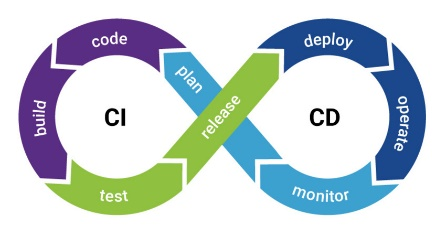 code
build
test
plan
release
CI
deploy
operate
monitor
CD